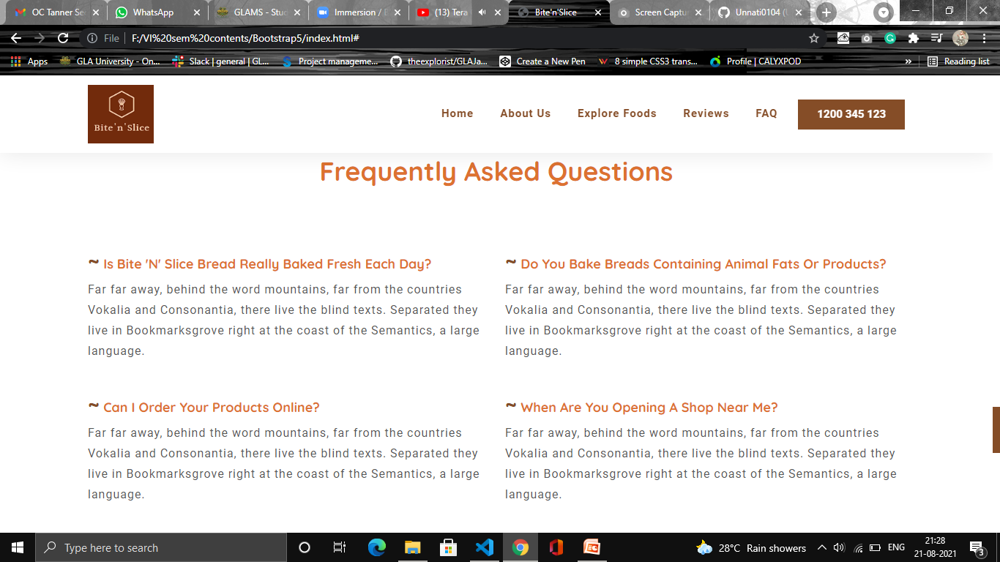 OC Tanner Se
WhatsApp
GLAMS - Stud
Immersion / E
(13) Tera
Bite'n'Slice
Screen Captu
Unnati0104 (
File
F:/VI%20sem%20contents/Bootstrap5/index.html#
Apps
GLA University - On...
Slack | general | GL...
Project manageme...
theexplorist/GLAJa...
Create a New Pen
8 simple CSS3 trans...
Profile | CALYXPOD
»
Reading list
Bite'n'Slice
Home
About Us
Explore Foods
Reviews
FAQ
1200 345 123
Frequently Asked Questions
~ Is Bite 'N' Slice Bread Really Baked Fresh Each Day?
Far far away, behind the word mountains, far from the countries
Vokalia and Consonantia, there live the blind texts. Separated they
live in Bookmarksgrove right at the coast of the Semantics, a large
language.
~ Do You Bake Breads Containing Animal Fats Or Products?
Far far away, behind the word mountains, far from the countries
Vokalia and Consonantia, there live the blind texts. Separated they
live in Bookmarksgrove right at the coast of the Semantics, a large
language.
~ Can I Order Your Products Online?
Far far away, behind the word mountains, far from the countries
Vokalia and Consonantia, there live the blind texts. Separated they
live in Bookmarksgrove right at the coast of the Semantics, a large
language.
~ When Are You Opening A Shop Near Me?
Far far away, behind the word mountains, far from the countries
Vokalia and Consonantia, there live the blind texts. Separated they
live in Bookmarksgrove right at the coast of the Semantics, a large
language.
Type here to search
28°C Rain showers
ENG
21:28
21-08-2021
3